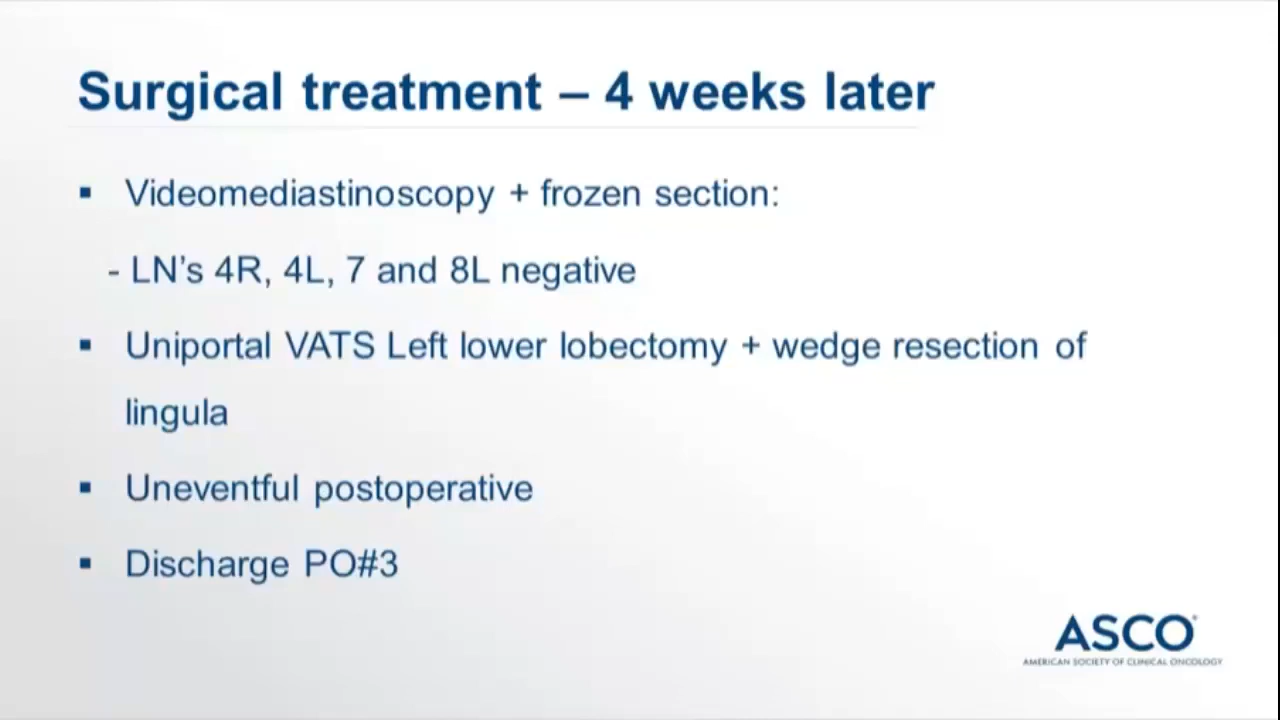 Surgical treatment – 4 weeks later
▪ Videomediastinoscopy + frozen section:
- LN’s 4R, 4L, 7 and 8L negative
▪ Uniportal VATS Left lower lobectomy + wedge resection of
lingula
▪ Uneventful postoperative
▪ Discharge PO#3
ASCO®
AMERICAN SOCIETY OF CLINICAL ONCOLOGY